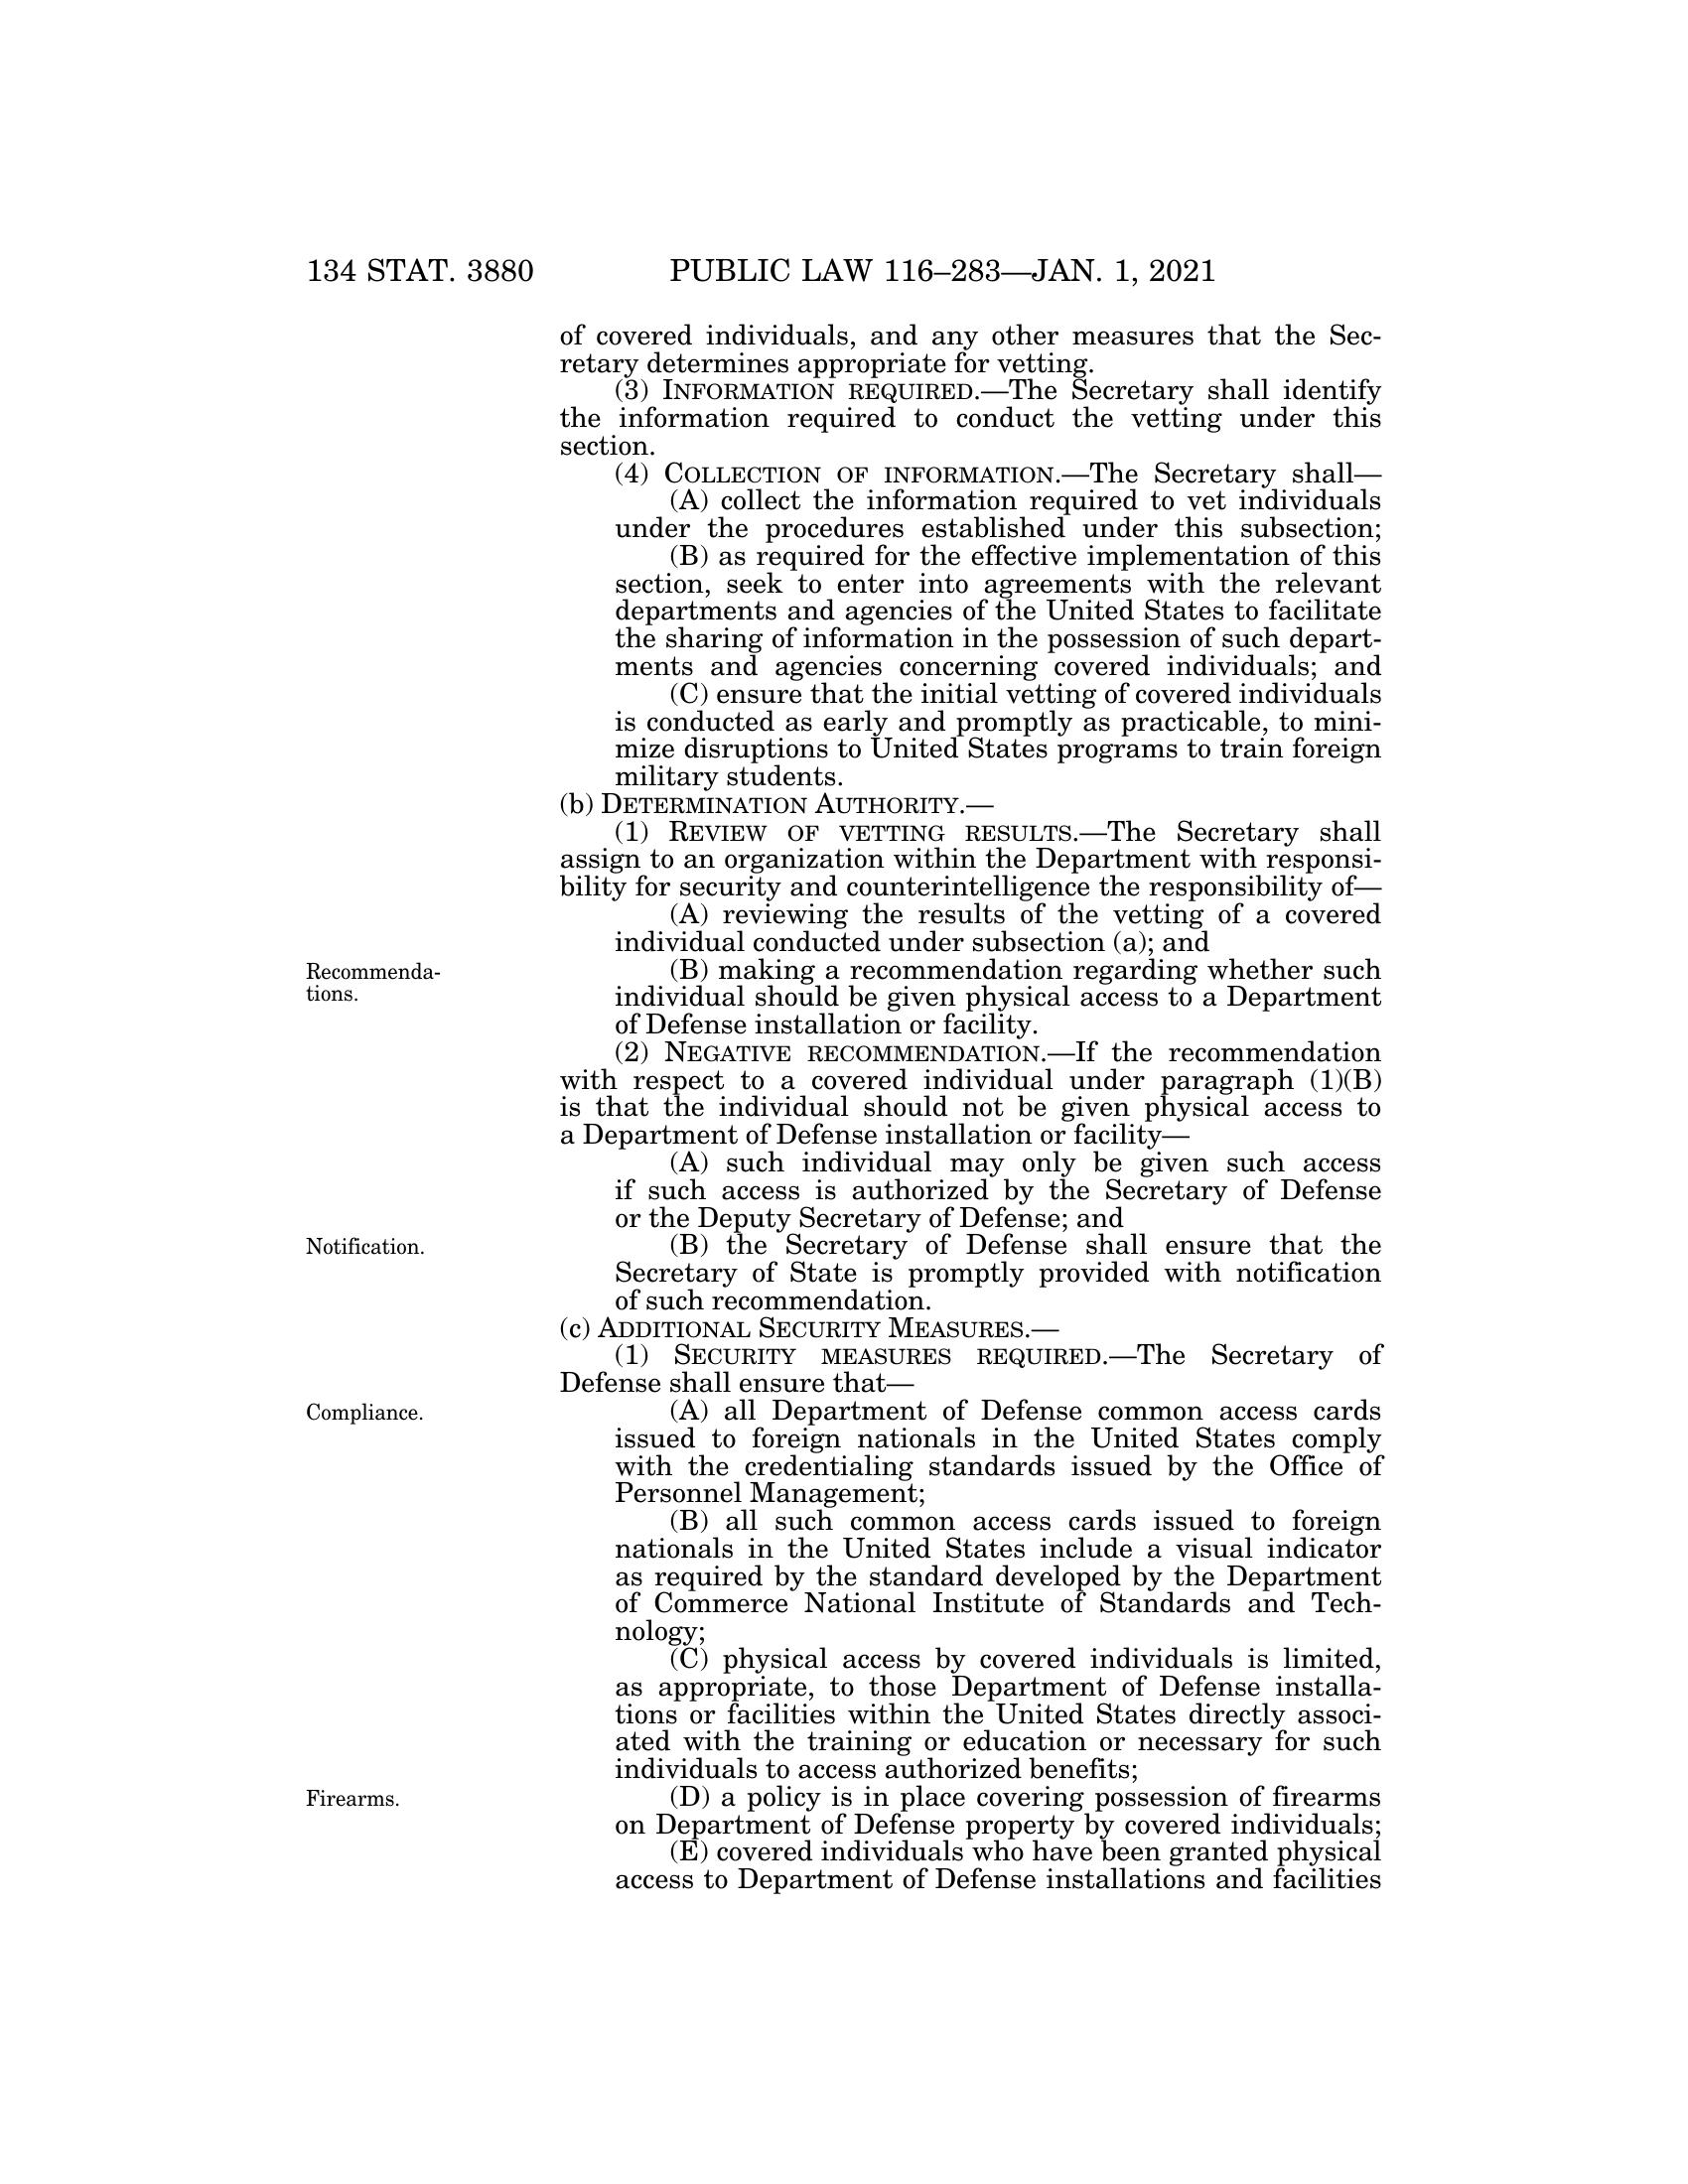 134 STAT. 3880 PUBLIC LAW 116–283—JAN. 1, 2021
of covered individuals, and any other measures that the Sec-
retary determines appropriate for vetting.
(3) INFORMATION REQUIRED.—The Secretary shall identify
the information required to conduct the vetting under this
section.
(4) COLLECTION OF INFORMATION.—The Secretary shall—
(A) collect the information required to vet individuals
under the procedures established under this subsection;
(B) as required for the effective implementation of this
section, seek to enter into agreements with the relevant
departments and agencies of the United States to facilitate
the sharing of information in the possession of such depart-
ments and agencies concerning covered individuals; and
(C) ensure that the initial vetting of covered individuals
is conducted as early and promptly as practicable, to mini-
mize disruptions to United States programs to train foreign
military students.
(b) DETERMINATION AUTHORITY.—
(1) REVIEW OF VETTING RESULTS.—The Secretary shall
assign to an organization within the Department with responsi-
bility for security and counterintelligence the responsibility of—
(A) reviewing the results of the vetting of a covered
individual conducted under subsection (a); and
Recommenda-
tions.
(B) making a recommendation regarding whether such
individual should be given physical access to a Department
of Defense installation or facility.
(2) NEGATIVE RECOMMENDATION.—If the recommendation
with respect to a covered individual under paragraph (1)(B)
is that the individual should not be given physical access to
a Department of Defense installation or facility—
(A) such individual may only be given such access
if such access is authorized by the Secretary of Defense
or the Deputy Secretary of Defense; and
Notification.
(B) the Secretary of Defense shall ensure that the
Secretary of State is promptly provided with notification
of such recommendation.
(c) ADDITIONAL SECURITY MEASURES.—
(1) SECURITY MEASURES REQUIRED.—The Secretary of
Defense shall ensure that—
Compliance.
(A) all Department of Defense common access cards
issued to foreign nationals in the United States comply
with the credentialing standards issued by the Office of
Personnel Management;
(B) all such common access cards issued to foreign
nationals in the United States include a visual indicator
as required by the standard developed by the Department
of Commerce National Institute of Standards and Tech-
nology;
(C) physical access by covered individuals is limited,
as appropriate, to those Department of Defense installa-
tions or facilities within the United States directly associ-
ated with the training or education or necessary for such
individuals to access authorized benefits;
Firearms.
(D) a policy is in place covering possession of firearms
on Department of Defense property by covered individuals;
(E) covered individuals who have been granted physical
access to Department of Defense installations and facilities